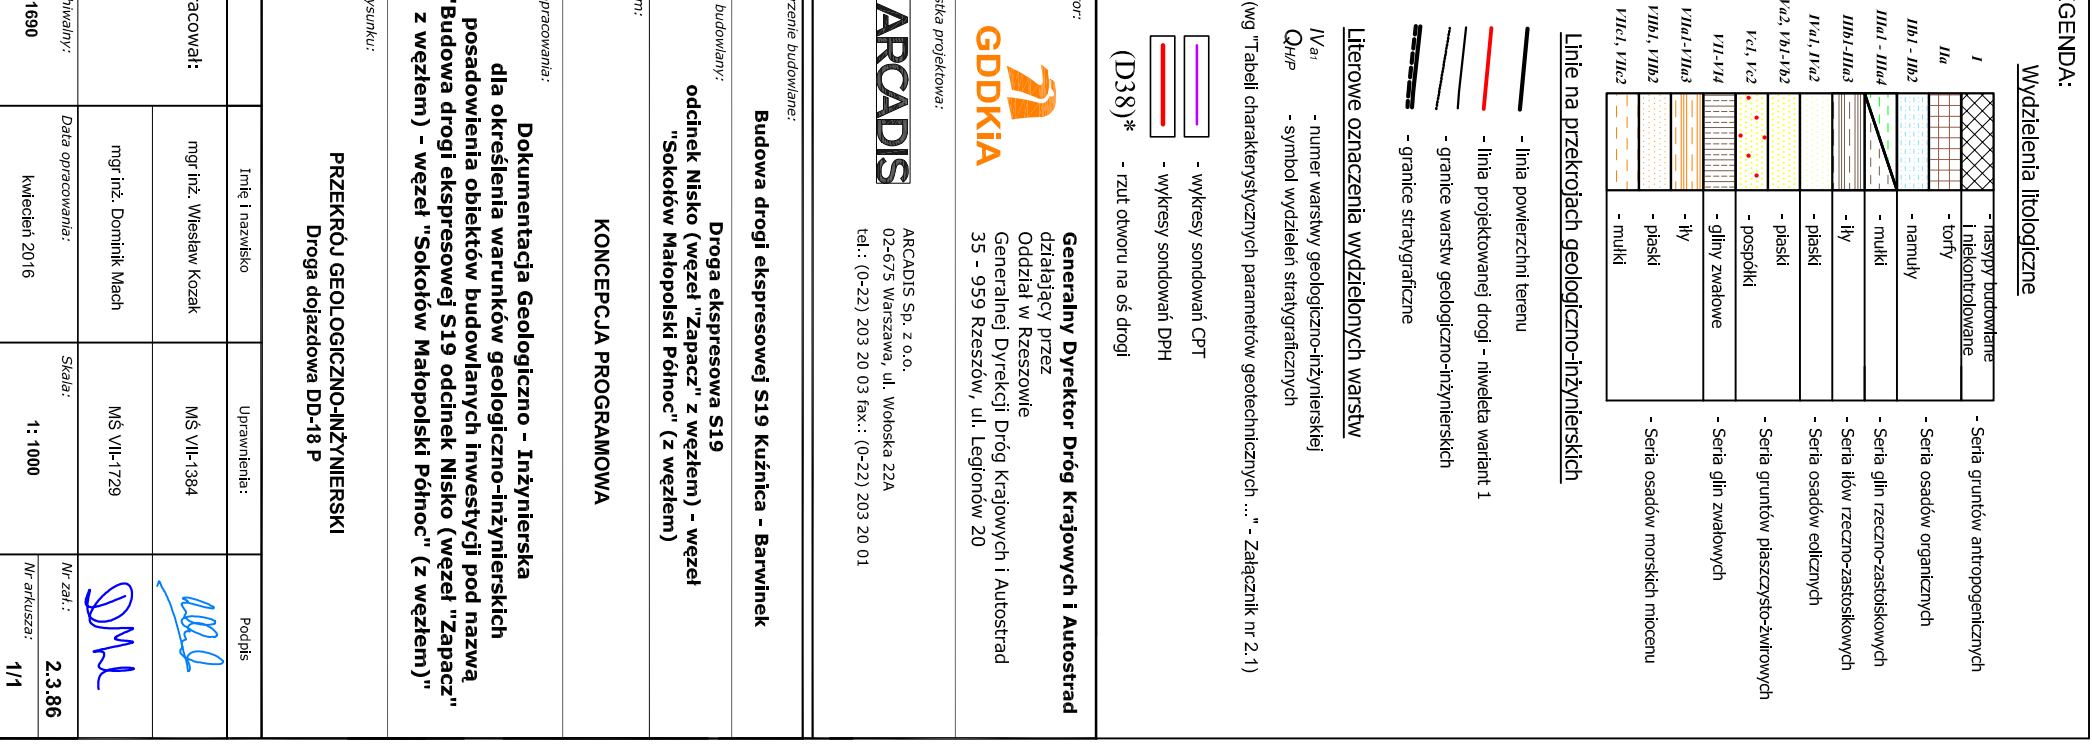 GENDA:
Wydzielenia litologiczne
I - nasypy budowlane
i niekontrolowane - Seria gruntów antropogenicznych
IIa - torfy
IIb1 - IIb2 - namuły - Seria osadów organicznych
IIIa1 - IIIa4 - mułki - Seria glin rzeczno-zastoiskowych
IIIb1-IIIa3 - iły - Seria iłów rzeczno-zastosikowych
IVa1, IVa2 - piaski - Seria osadów eolicznych
Va2, Vb1-Vb2 - piaski
Vc1, Vc2 - pospółki - Seria gruntów piaszczysto-żwirowych
VI1-VI4 - gliny zwałowe - Seria glin zwałowych
VIIa1-VIIa3 - iły
VIIb1, VIIb2 - piaski - Seria osadów morskich miocenu
VIIc1, VIIc2 - mułki
Linie na przekrojach geologiczno-inżynierskich
- linia powierzchni terenu
- linia projektowanej drogi - niweleta wariant 1
- granice warstw geologiczno-inżynierskich
- granice stratygraficzne
Literowe oznaczenia wydzielonych warstw
IVa1 - numer warstwy geologiczno-inżynierskiej
QH/P - symbol wydzieleń stratygraficznych
(wg "Tabeli charakterystycznych parametrów geotechnicznych ..." - Załącznik nr 2.1)
- wykresy sondowań CPT
- wykresy sondowań DPH
(D38)* - rzut otworu na oś drogi
or:
GDDKiA
Generalny Dyrektor Dróg Krajowych i Autostrad
działający przez
Oddział w Rzeszowie
Generalnej Dyrekcji Dróg Krajowych i Autostrad
35 - 959 Rzeszów, ul. Legionów 20
stka projektowa:
ARCADIS
ARCADIS Sp. z o.o.
02-675 Warszawa, ul. Wołoska 22A
tel.: (0-22) 203 20 03 fax.: (0-22) 203 20 01
rzenie budowlane:
Budowa drogi ekspresowej S19 Kuźnica - Barwinek
budowlany:
Droga ekspresowa S19
odcinek Nisko (węzeł "Zapacz" z węzłem) - węzeł
"Sokołów Małopolski Północ" (z węzłem)
m:
KONCEPCJA PROGRAMOWA
pracowania:
Dokumentacja Geologiczno - Inżynierska
dla określenia warunków geologiczno-inżynierskich
posadowienia obiektów budowlanych inwestycji pod nazwą
"Budowa drogi ekspresowej S19 odcinek Nisko (węzeł "Zapacz"
z węzłem) - węzeł "Sokołów Małopolski Północ" (z węzłem)"
ysunku:
PRZEKRÓJ GEOLOGICZNO-INŻYNIERSKI
Droga dojazdowa DD-18 P
Imię i nazwisko Uprawnienia: Podpis
racował: mgr inż. Wiesław Kozak MŚ VII-1384
mgr inż. Dominik Mach MŚ VII-1729
hiwalny: Data opracowania: Skala: Nr zał.: 2.3.86
1690 kwiecień 2016 1: 1000 Nr arkusza: 1/1